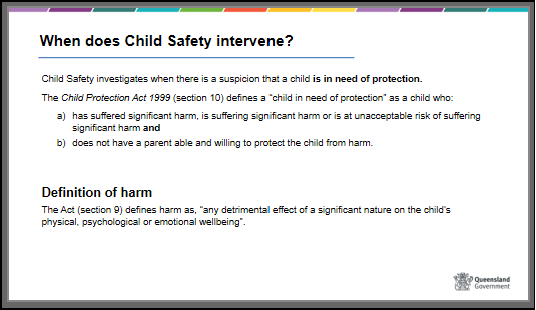 When does Child Safety intervene?
Child Safety investigates when there is a suspicion that a child is in need of protection.
The Child Protection Act 1999 (section 10) defines a "child in need of protection" as a child who:
a) has suffered significant harm, is suffering significant harm or is at unacceptable risk of suffering
significant harm and
b) does not have a parent able and willing to protect the child from harm.
Definition of harm
The Act (section 9) defines harm as, "any detrimental effect of a significant nature on the child's
physical, psychological or emotional wellbeing".
Queensland
Government